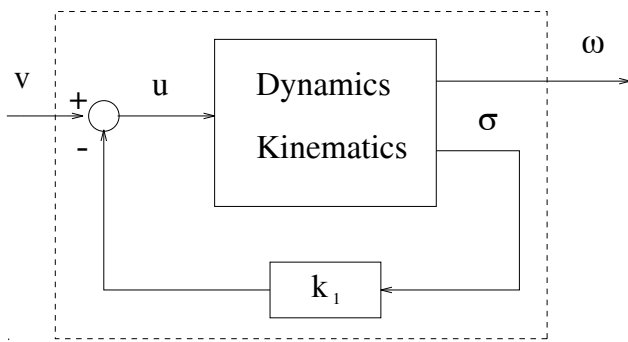 ω
v
+
u
Dynamics
σ
-
Kinematics
k₁